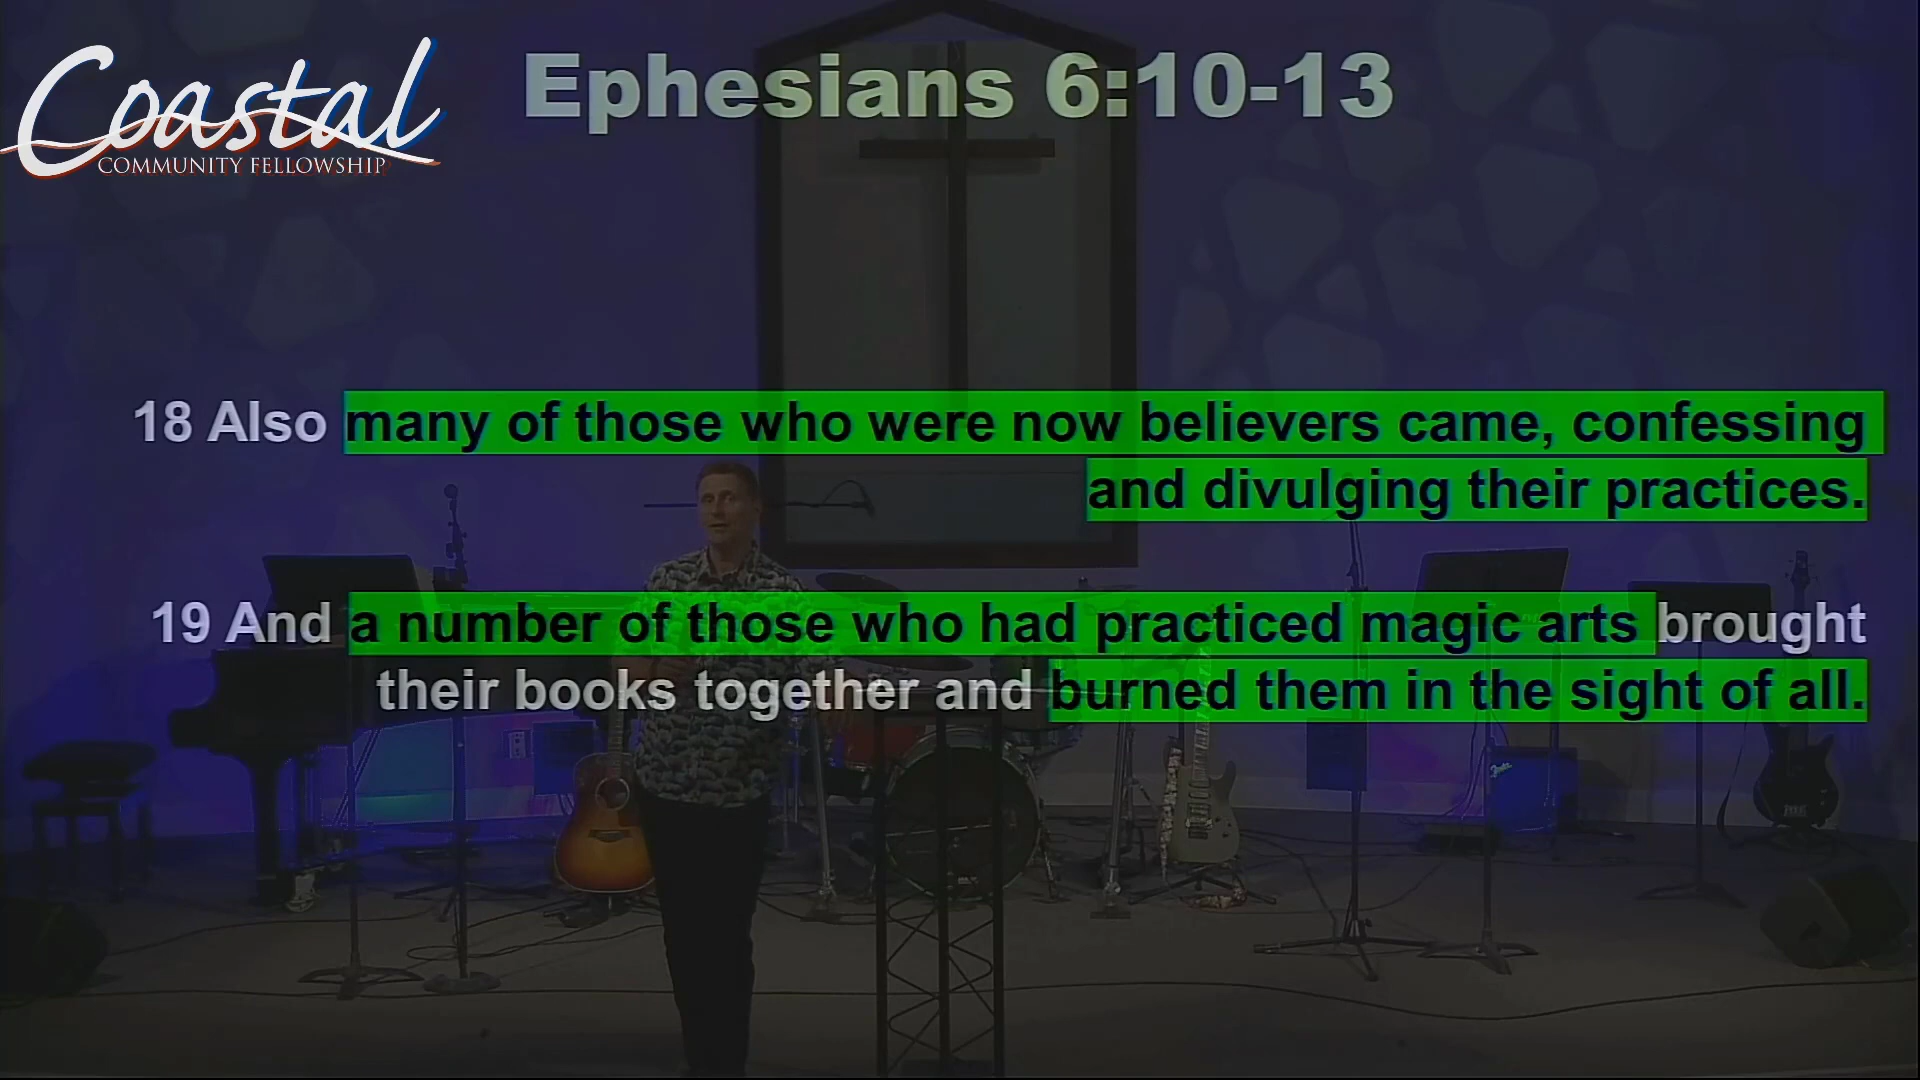 Coastal
COMMUNITY FELLOWSHIP
Ephesians 6:10-13
18 Also many of those who were now believers came, confessing
and divulging their practices.
19 And a number of those who had practiced magic arts brought
their books together and burned them in the sight of all.
Fender